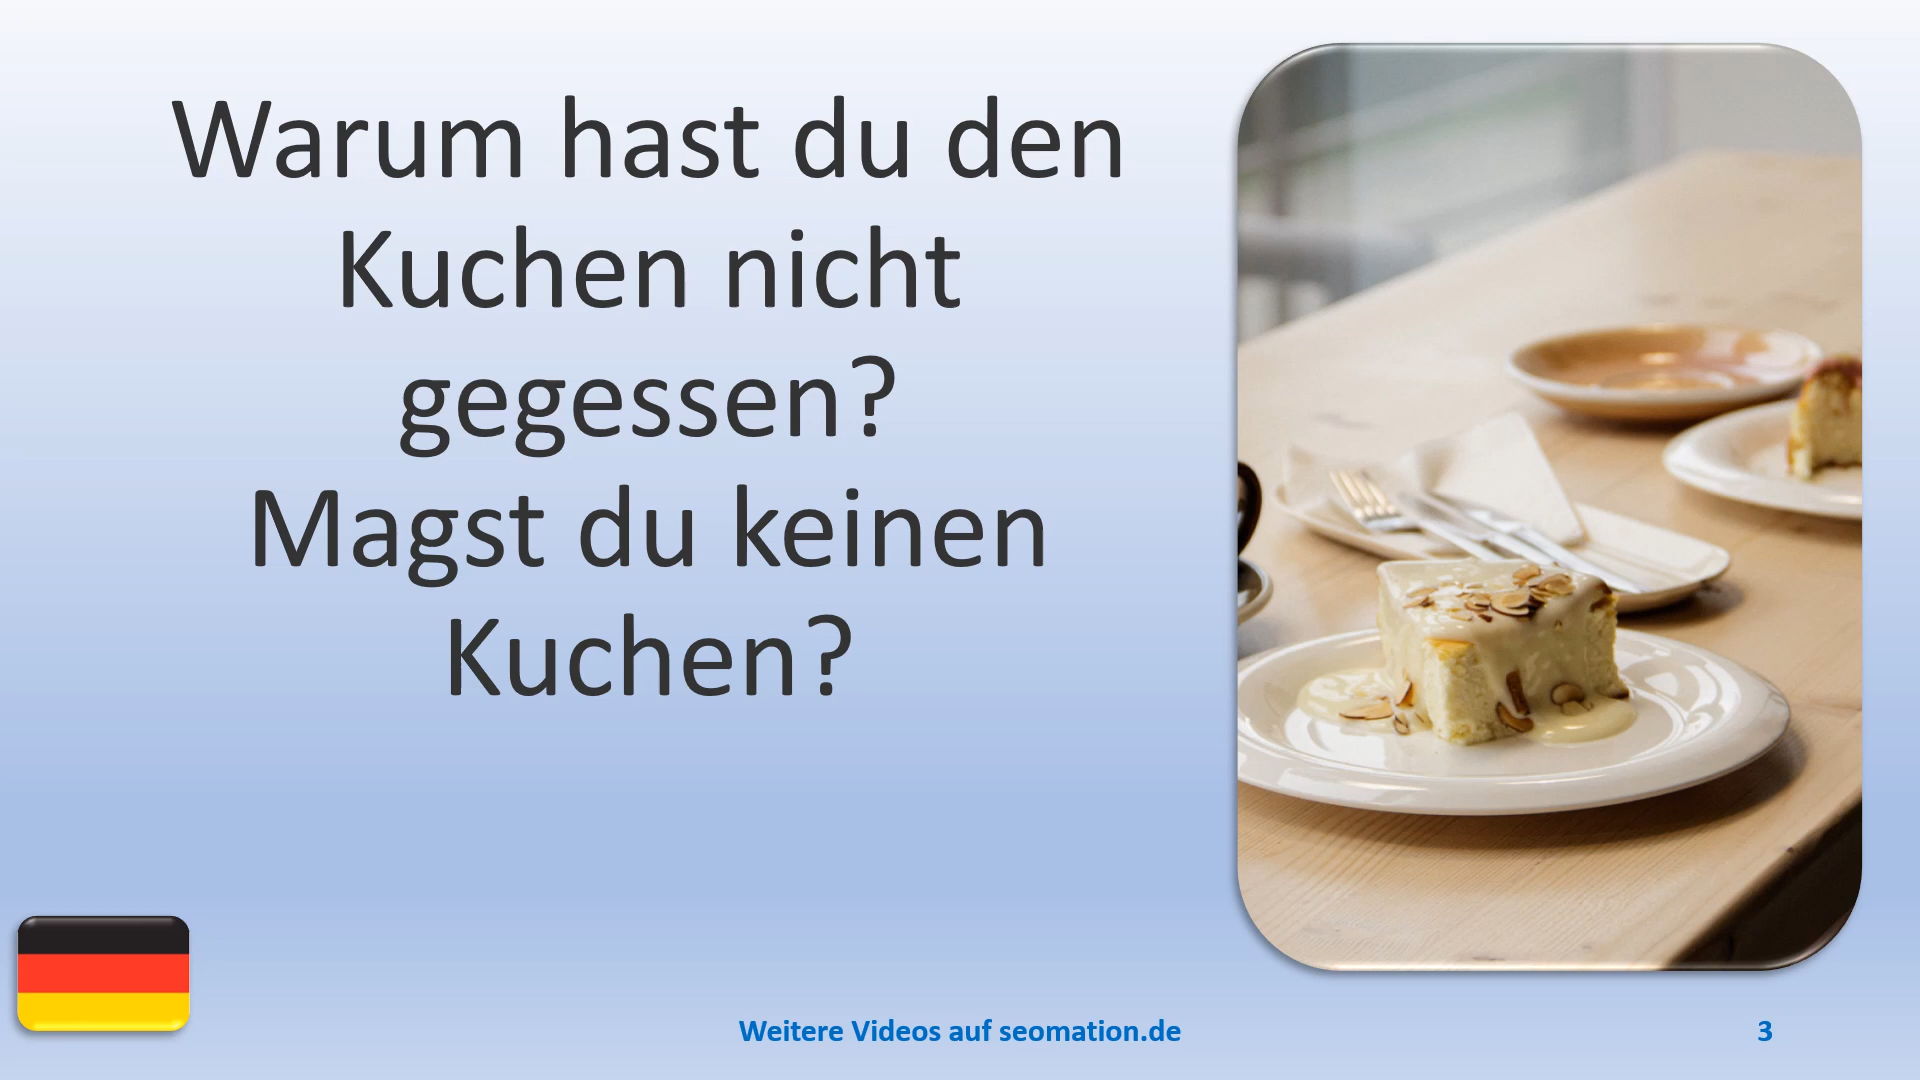 Warum hast du den
Kuchen nicht
gegessen?
Magst du keinen
Kuchen?
Weitere Videos auf seomation.de
3